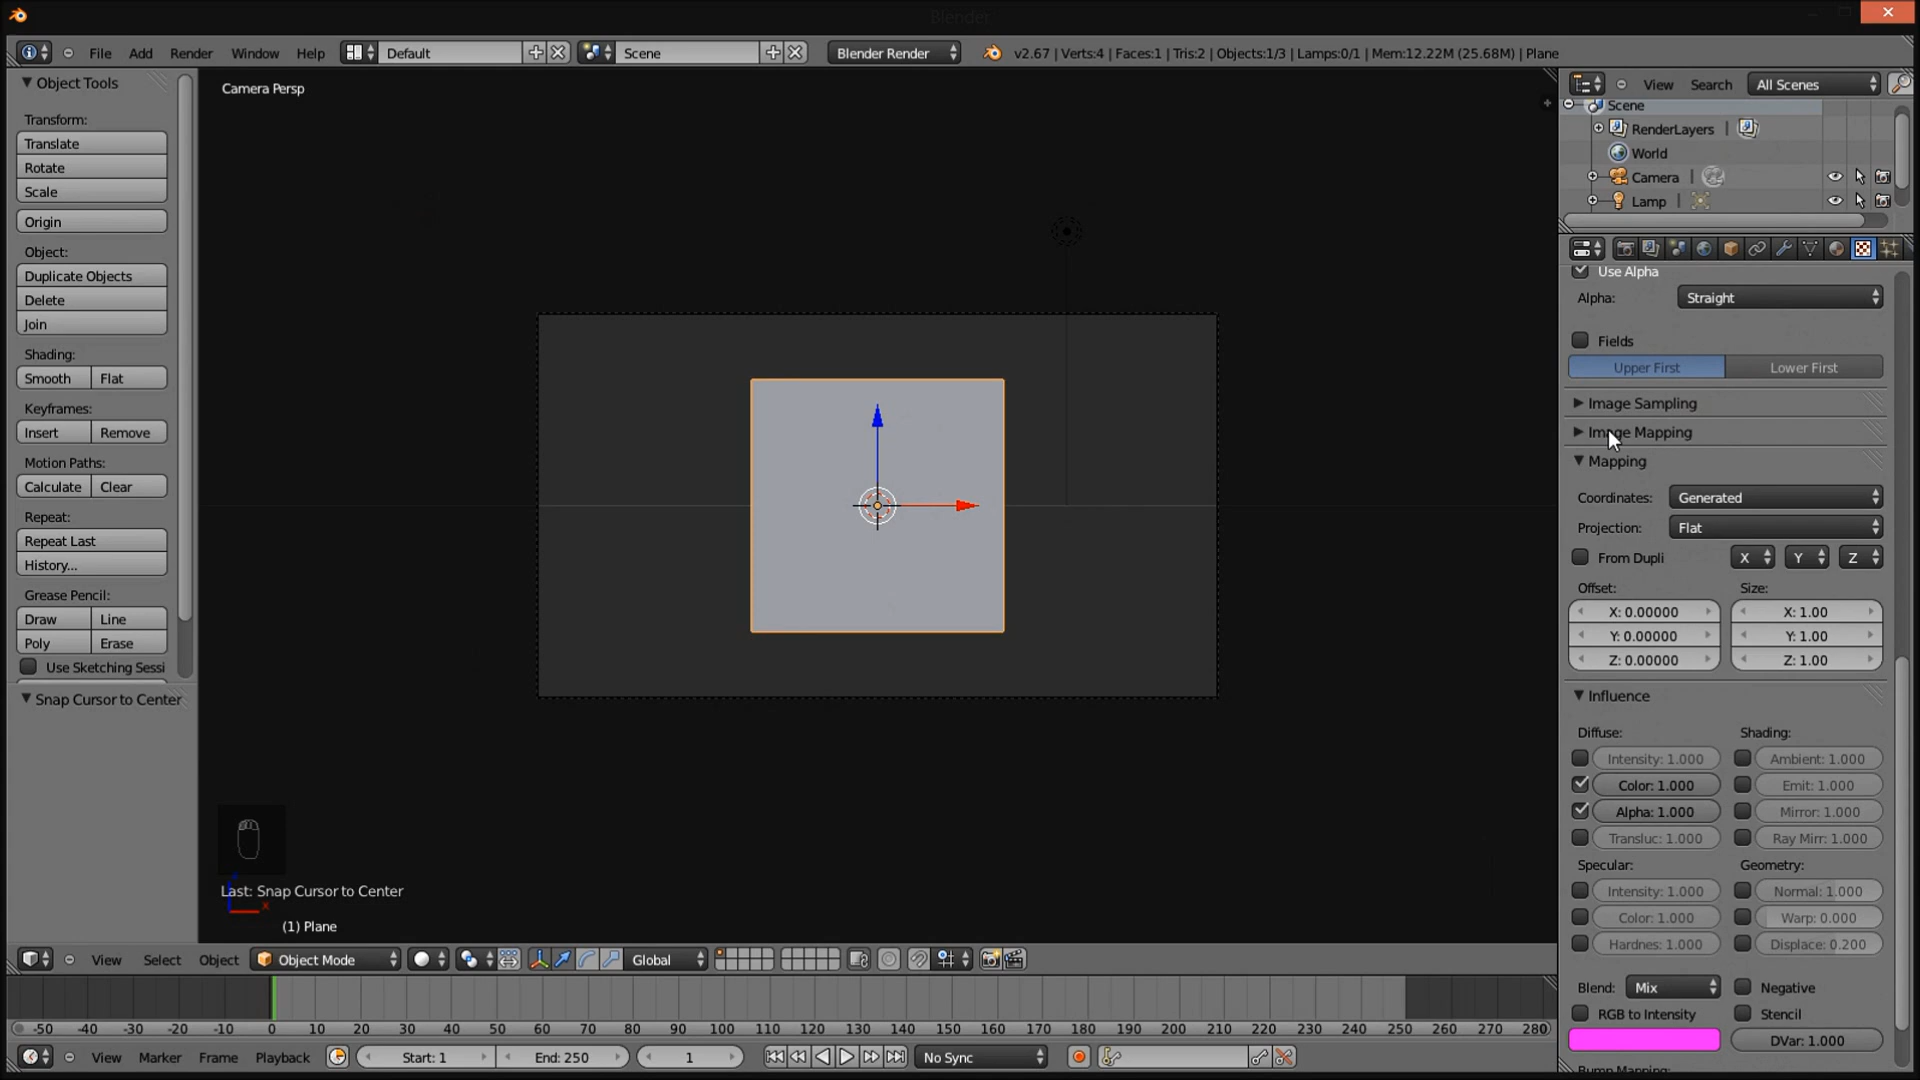 Blender
File Add Render Window Help Default Scene Blender Render v2.67 | Verts:4 | Faces:1 | Tris:2 | Objects:1/3 | Lamps:0/1 | Mem:12.22M (25.68M) | Plane
Object Tools
Transform:
Translate
Rotate
Scale
Origin
Object:
Duplicate Objects
Delete
Join
Shading:
Smooth Flat
Keyframes:
Insert Remove
Motion Paths:
Calculate Clear
Repeat:
Repeat Last
History...
Grease Pencil:
Draw Line
Poly Erase
Use Sketching Sessi
Snap Cursor to Center
Camera Persp
Last: Snap Cursor to Center
(1) Plane
View Search All Scenes
Scene
RenderLayers |
World
Camera |
Lamp |
Use Alpha
Alpha: Straight
Fields
Upper First Lower First
Image Sampling
Image Mapping
Mapping
Coordinates: Generated
Projection: Flat
From Dupli X Y Z
Offset: Size:
X: 0.00000 X: 1.00
Y: 0.00000 Y: 1.00
Z: 0.00000 Z: 1.00
Influence
Diffuse: Shading:
Intensity: 1.000 Ambient: 1.000
Color: 1.000 Emit: 1.000
Alpha: 1.000 Mirror: 1.000
Transluc: 1.000 Ray Mirr: 1.000
Specular: Geometry:
Intensity: 1.000 Normal: 1.000
Color: 1.000 Warp: 0.000
Hardnes: 1.000 Displace: 0.200
Blend: Mix Negative
RGB to Intensity Stencil
DVar: 1.000
Bump Mapping:
View Select Object Object Mode Global
-50 -40 -30 -20 -10 0 10 20 30 40 50 60 70 80 90 100 110 120 130 140 150 160 170 180 190 200 210 220 230 240 250 260 270 280
View Marker Frame Playback Start: 1 End: 250 1 No Sync